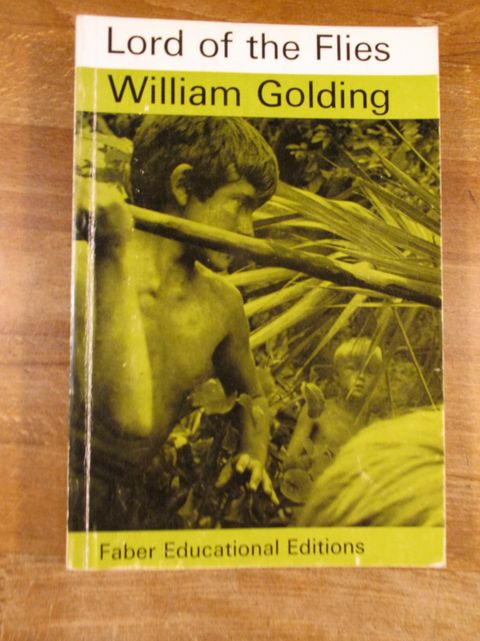 Lord of the Flies
William Golding
Faber Educational Editions